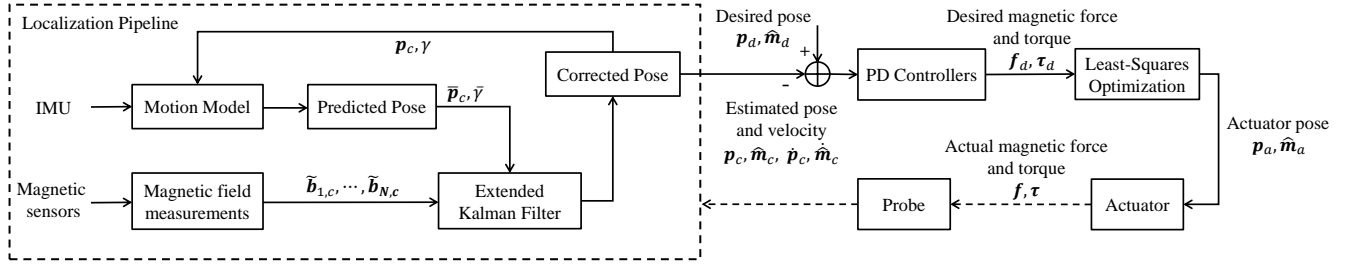 Localization Pipeline
p_c, γ
IMU
Motion Model
Predicted Pose
p̄_c, γ̄
Corrected Pose
Magnetic
sensors
Magnetic field
measurements
b̃_{1,c}, ⋯, b̃_{N,c}
Extended
Kalman Filter
Desired pose
p_d, m̂_d
+
-
Estimated pose
and velocity
p_c, m̂_c, ṗ_c, m̂̇_c
PD Controllers
Desired magnetic force
and torque
f_d, τ_d
Least-Squares
Optimization
Actuator pose
p_a, m̂_a
Actual magnetic force
and torque
f, τ
Probe
Actuator